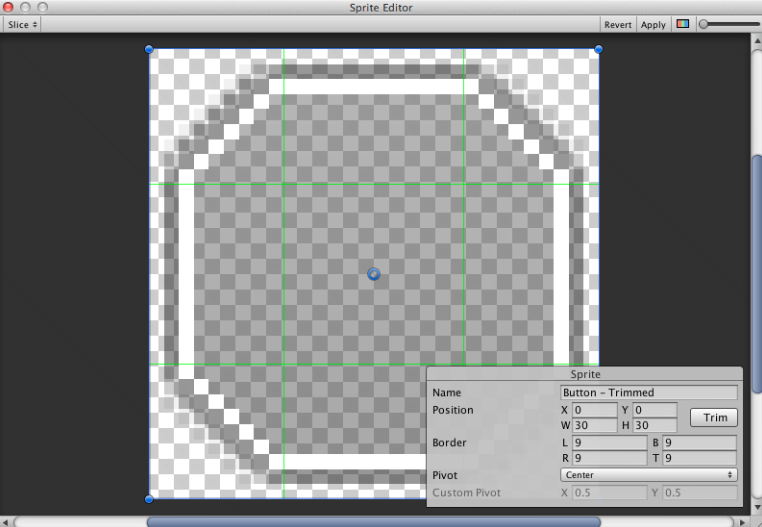 Sprite Editor
Slice Revert Apply
Sprite
Name Button - Trimmed
Position X 0 Y 0
W 30 H 30 Trim
Border L 9 B 9
R 9 T 9
Pivot Center
Custom Pivot X 0.5 Y 0.5